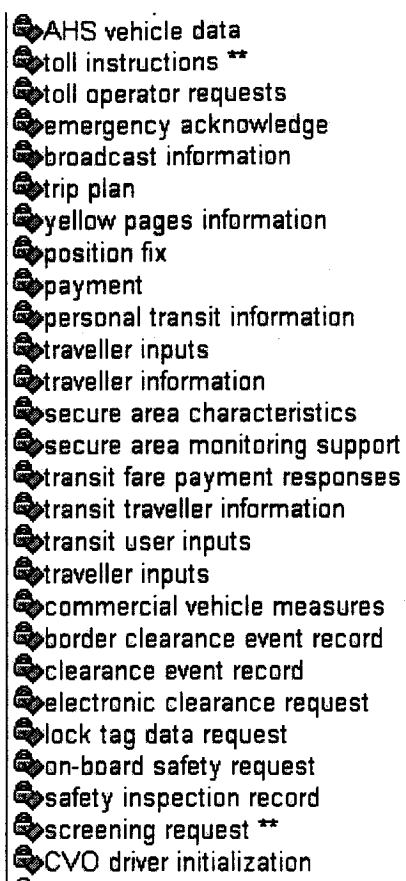 AHS vehicle data
toll instructions **
toll operator requests
emergency acknowledge
broadcast information
trip plan
yellow pages information
position fix
payment
personal transit information
traveller inputs
traveller information
secure area characteristics
secure area monitoring support
transit fare payment responses
transit traveller information
transit user inputs
traveller inputs
commercial vehicle measures
border clearance event record
clearance event record
electronic clearance request
lock tag data request
on-board safety request
safety inspection record
screening request **
CVO driver initialization